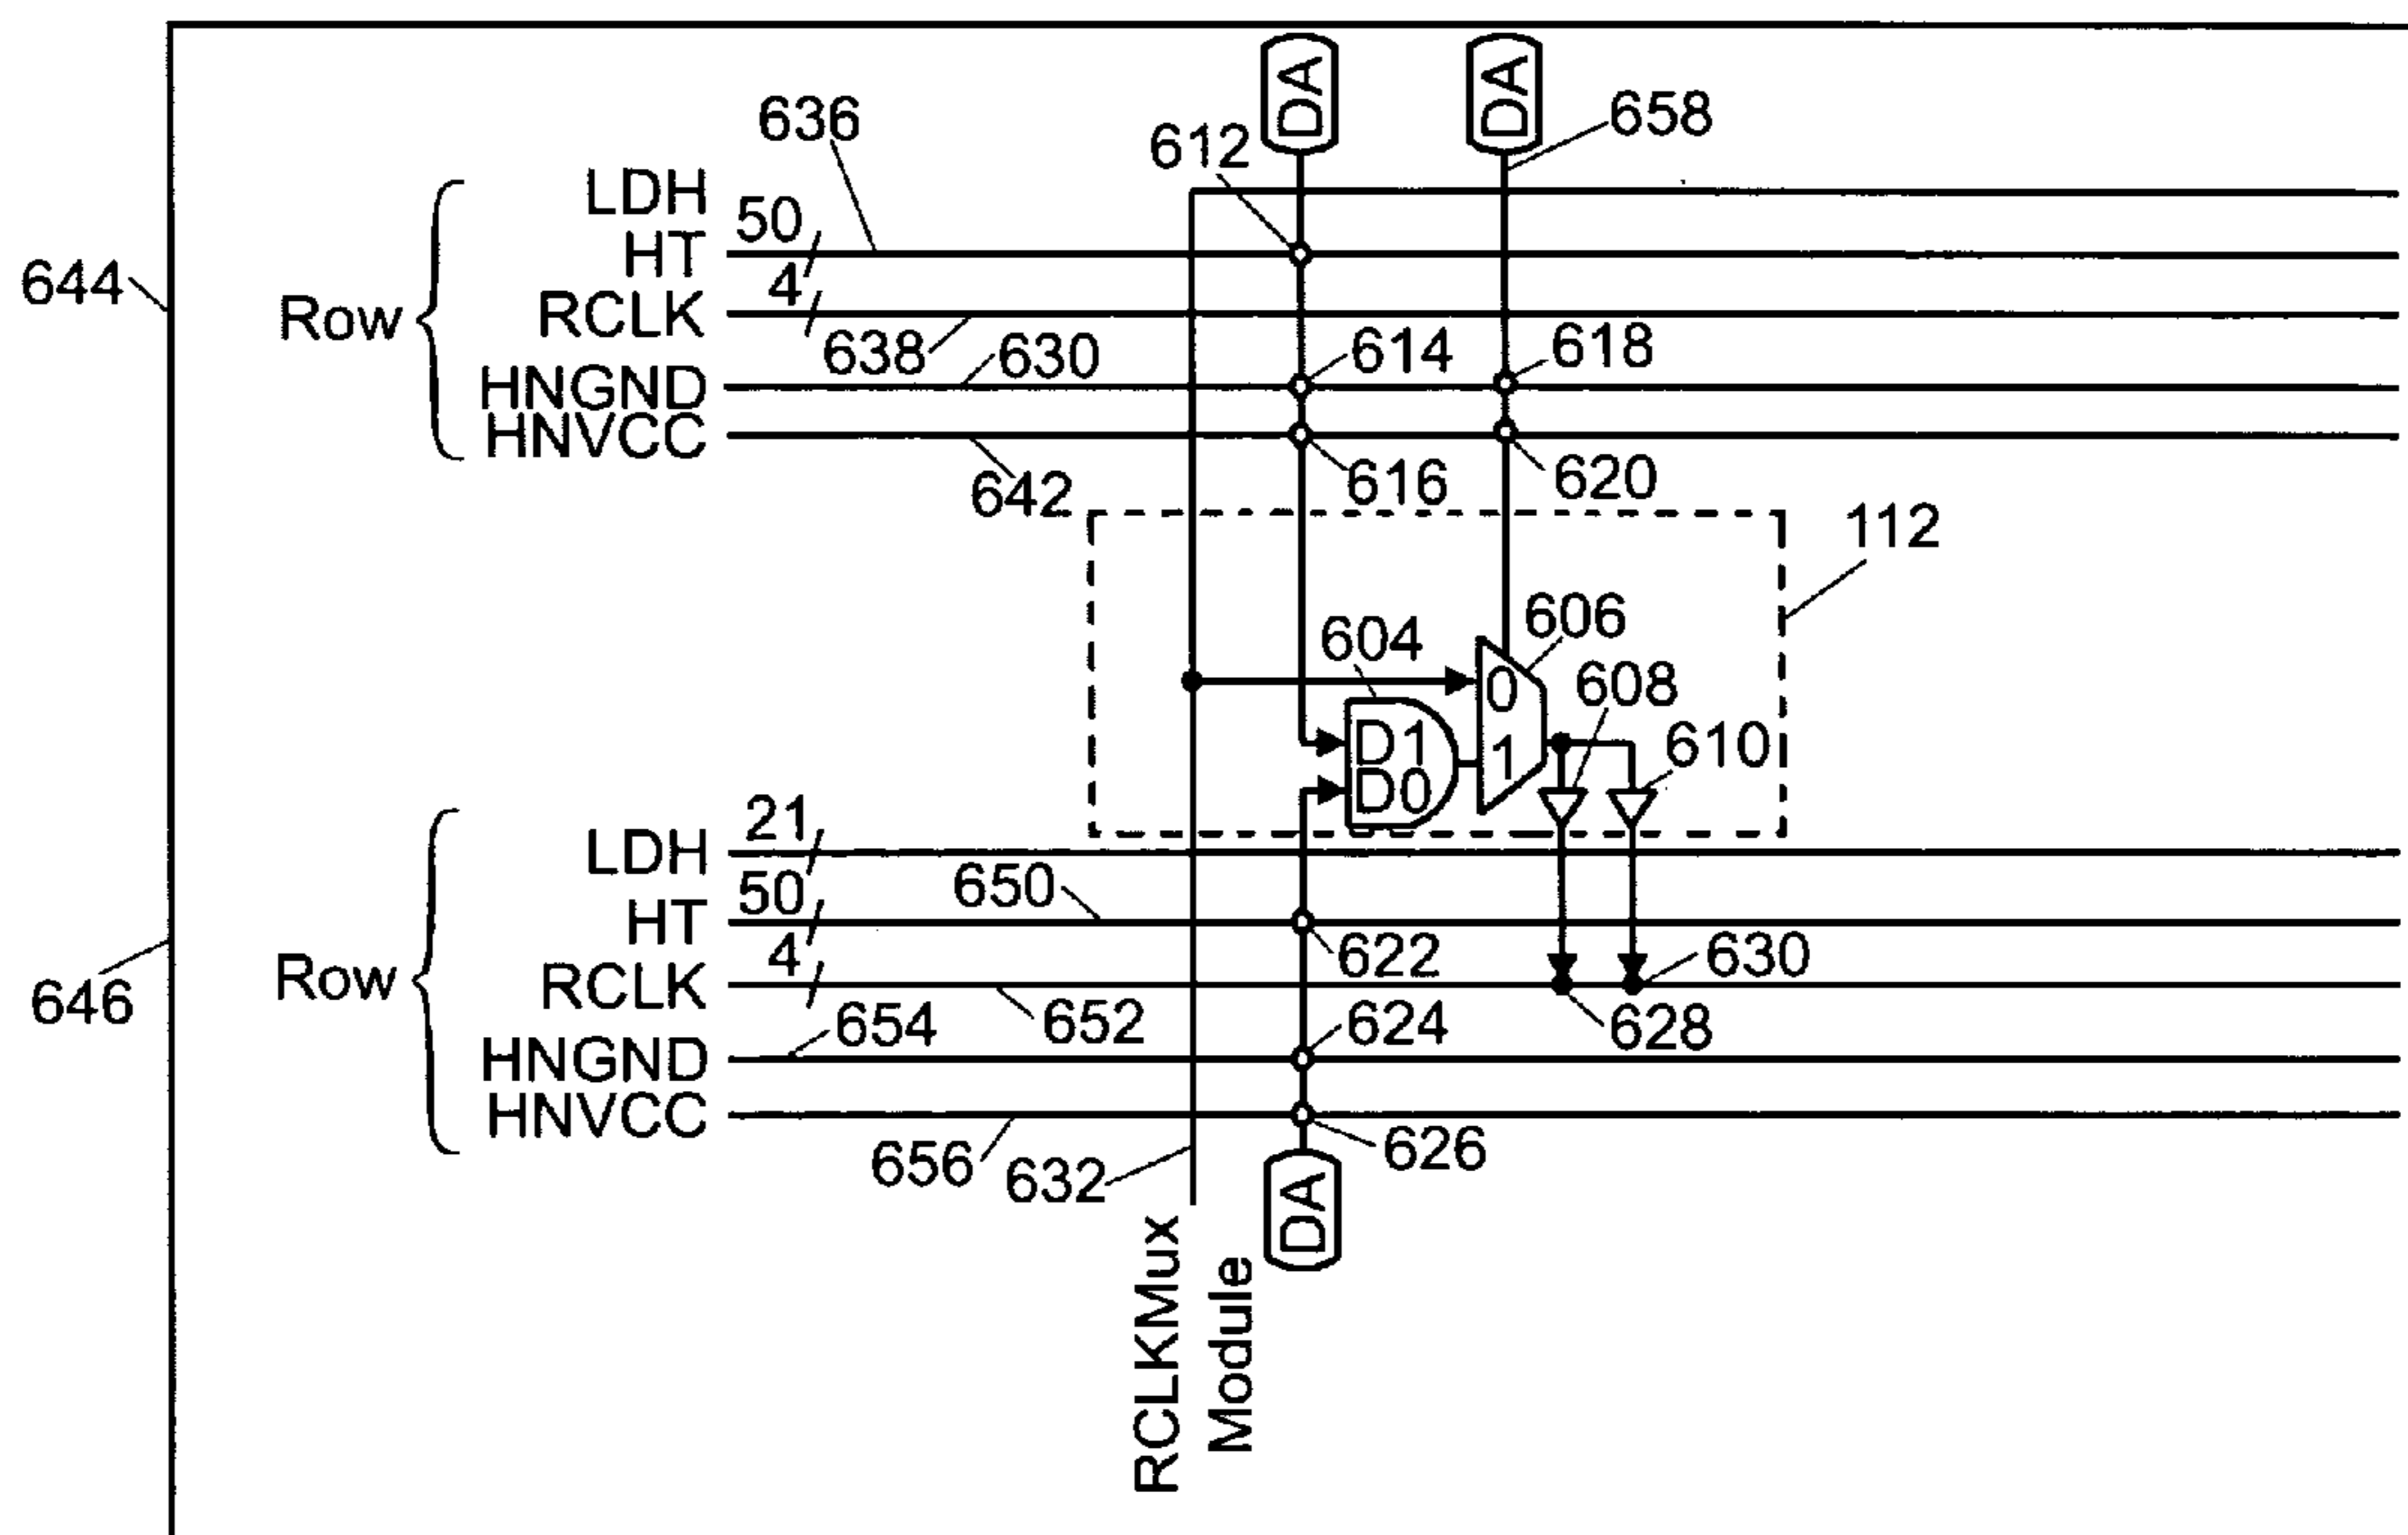 DA DA
636 612 658
LDH
50
HT
4
644
Row
RCLK
638 630 614 618
HNGND
HNVCC
642 616 620
112
604 606
608
0
D1
1
610
D0
21
LDH
50
650
HT
4
622 630
Row
RCLK
646
654 652 624 628
HNGND
HNVCC
656 632 626
DA
RCLKMux
Module